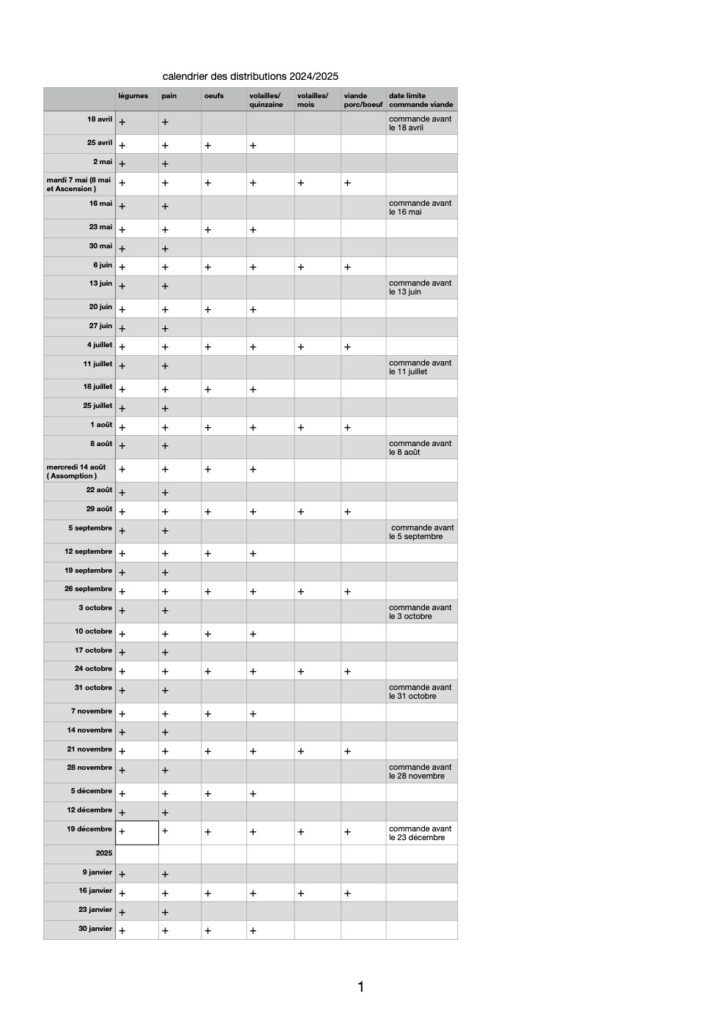 calendrier des distributions 2024/2025
légumes pain oeufs volailles/ quinzaine volailles/ mois viande porc/boeuf date limite commande viande
18 avril + + commande avant le 18 avril
25 avril + + + +
2 mai + +
mardi 7 mai (8 mai et Ascension ) + + + + + +
16 mai + + commande avant le 16 mai
23 mai + + + +
30 mai + +
6 juin + + + + + +
13 juin + + commande avant le 13 juin
20 juin + + + +
27 juin + +
4 juillet + + + + + +
11 juillet + + commande avant le 11 juillet
18 juillet + + + +
25 juillet + +
1 août + + + + + +
8 août + + commande avant le 8 août
mercredi 14 août ( Assomption ) + + + +
22 août + +
29 août + + + + + +
5 septembre + + commande avant le 5 septembre
12 septembre + + + +
19 septembre + +
26 septembre + + + + + +
3 octobre + + commande avant le 3 octobre
10 octobre + + + +
17 octobre + +
24 octobre + + + + + +
31 octobre + + commande avant le 31 octobre
7 novembre + + + +
14 novembre + +
21 novembre + + + + + +
28 novembre + + commande avant le 28 novembre
5 décembre + + + +
12 décembre + +
19 décembre + + + + + + commande avant le 23 décembre
2025
9 janvier + +
16 janvier + + + + + +
23 janvier + +
30 janvier + + + +
1